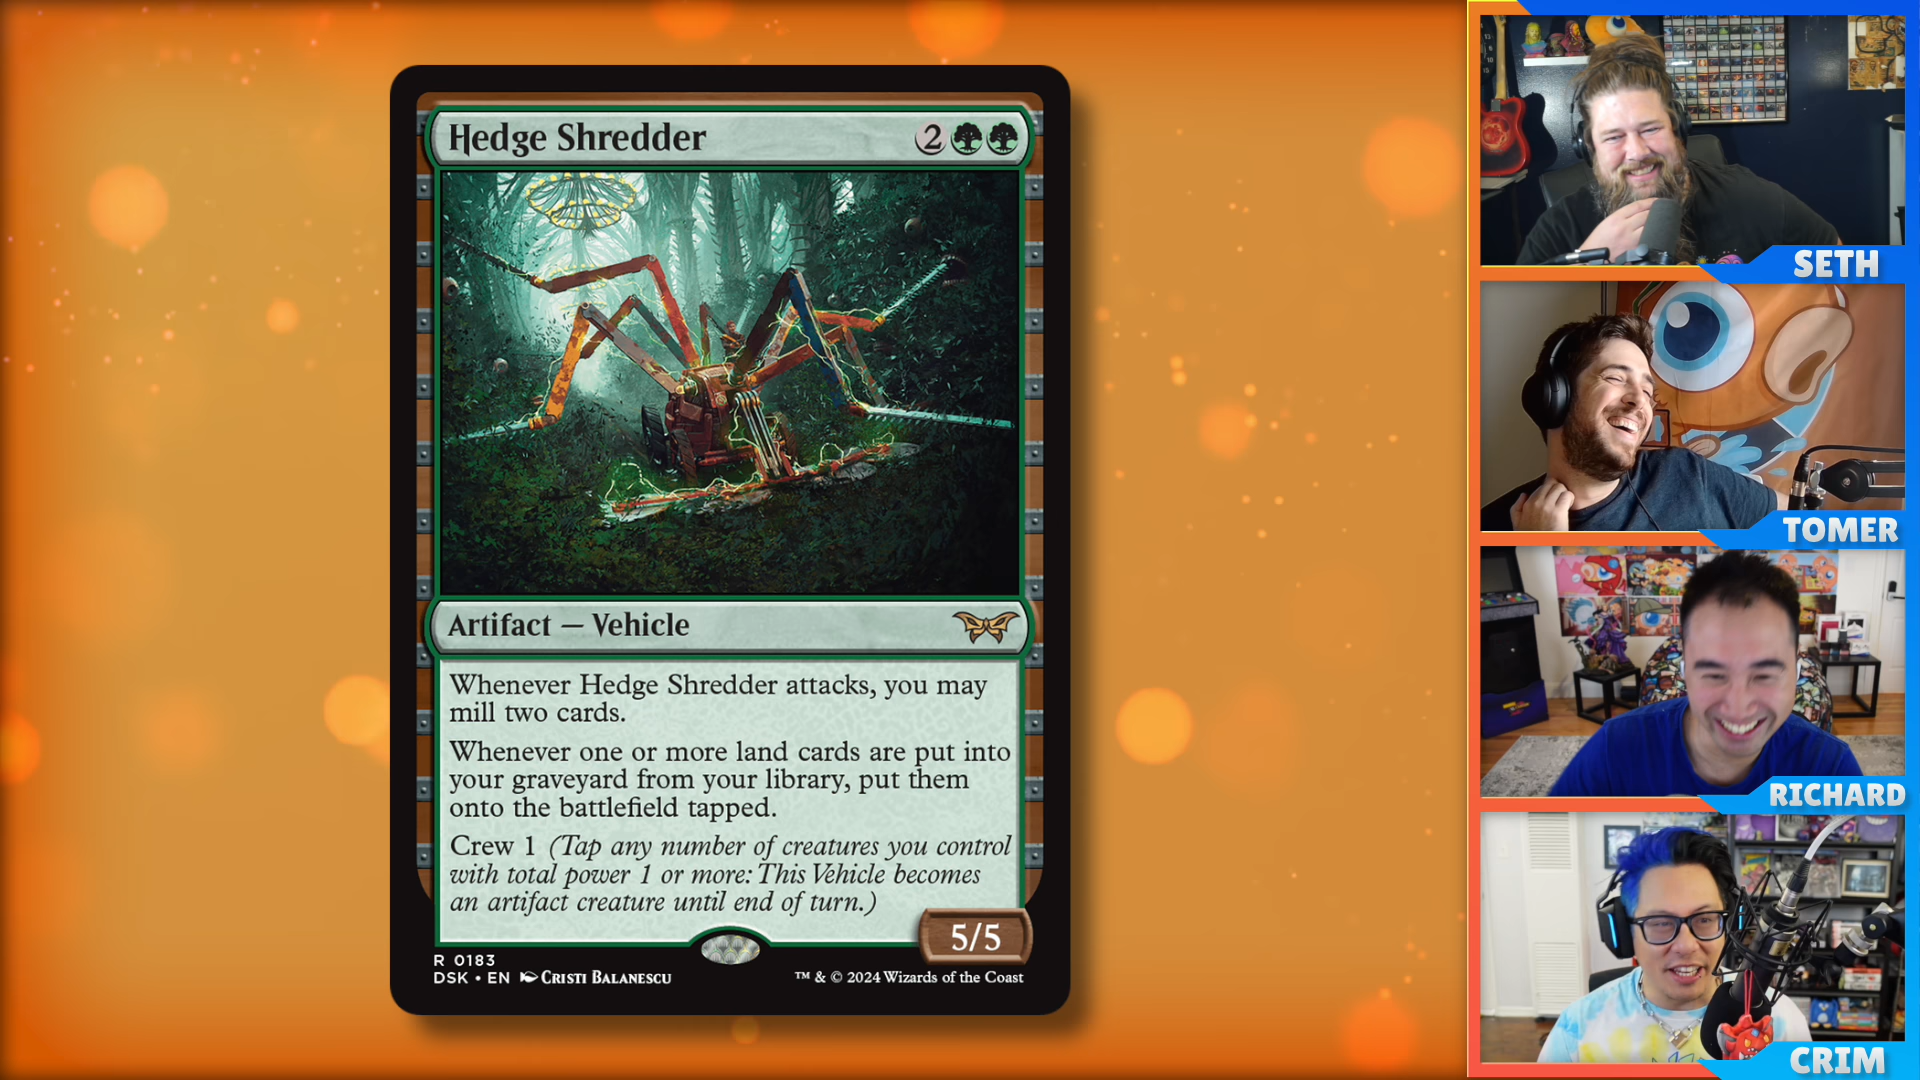 Hedge Shredder
2
Artifact — Vehicle
Whenever Hedge Shredder attacks, you may
mill two cards.
Whenever one or more land cards are put into
your graveyard from your library, put them
onto the battlefield tapped.
Crew 1 (Tap any number of creatures you control
with total power 1 or more: This Vehicle becomes
an artifact creature until end of turn.)
5/5
R 0183
DSK • EN CRISTI BALANESCU
™ & © 2024 Wizards of the Coast
SETH
TOMER
RICHARD
CRIM